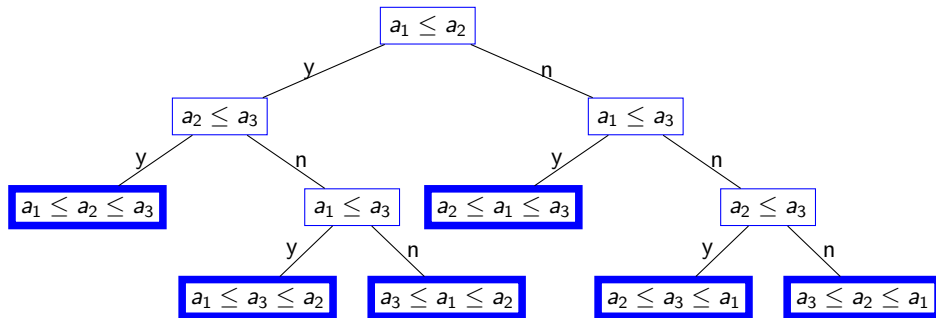 a₁ ≤ a₂
y n
a₂ ≤ a₃ a₁ ≤ a₃
y n y n
a₁ ≤ a₂ ≤ a₃ a₁ ≤ a₃ a₂ ≤ a₁ ≤ a₃ a₂ ≤ a₃
y n y n
a₁ ≤ a₃ ≤ a₂ a₃ ≤ a₁ ≤ a₂ a₂ ≤ a₃ ≤ a₁ a₃ ≤ a₂ ≤ a₁